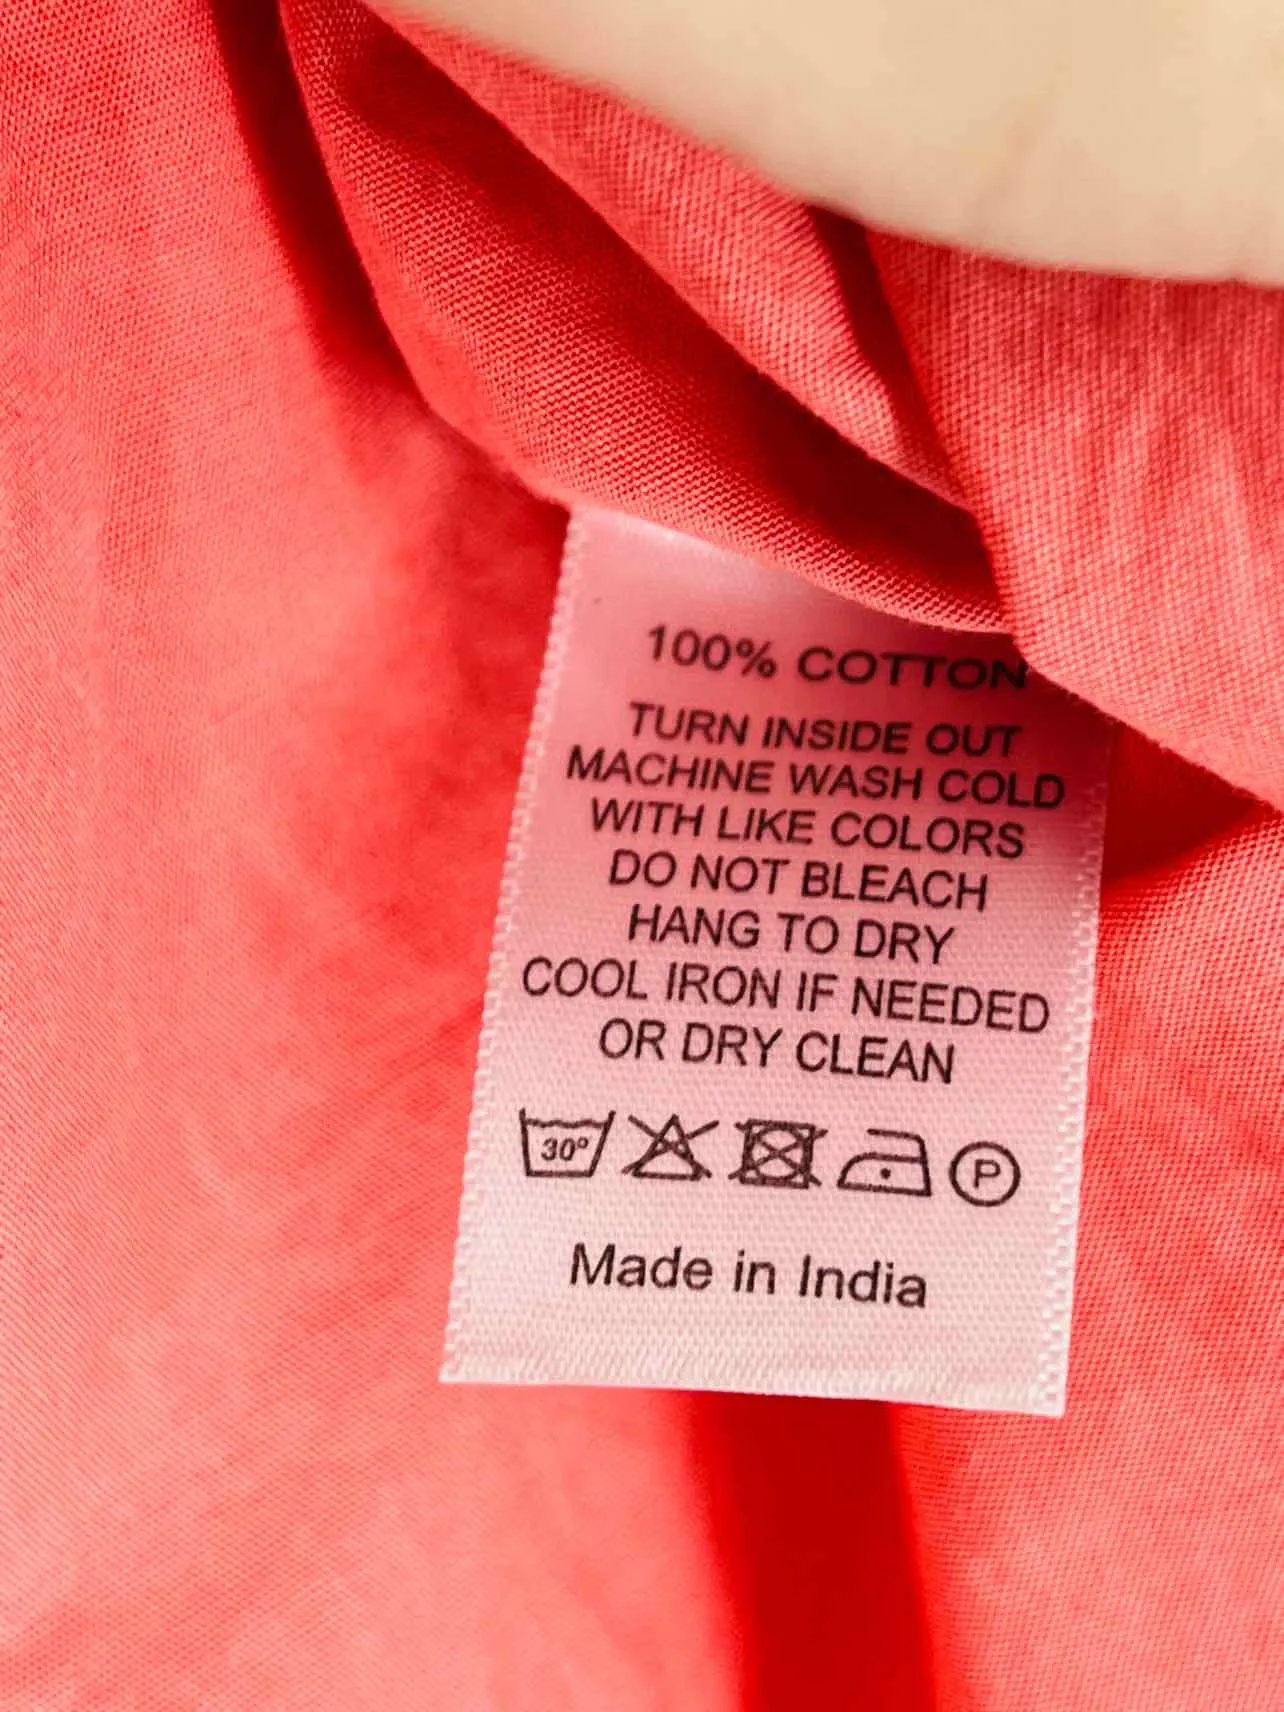 100% COTTON
TURN INSIDE OUT
MACHINE WASH COLD
WITH LIKE COLORS
DO NOT BLEACH
HANG TO DRY
COOL IRON IF NEEDED
OR DRY CLEAN
30° P
Made in India